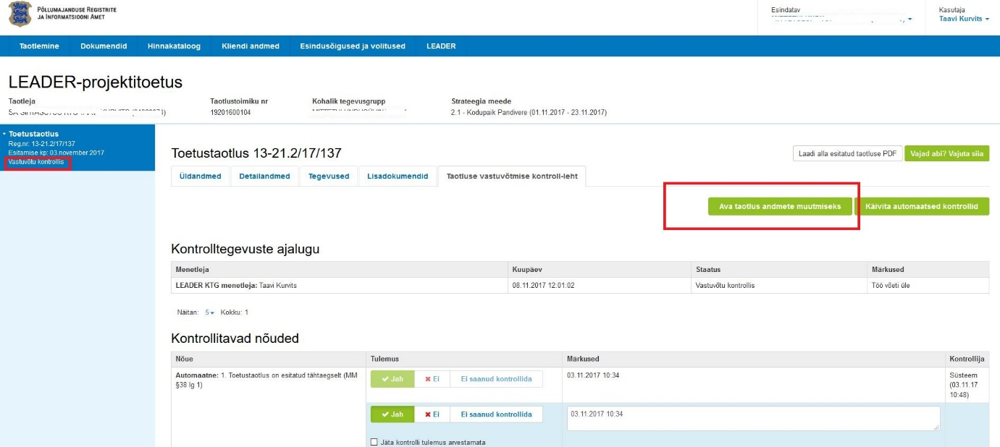 PÕLLUMAJANDUSE REGISTRITE
JA INFORMATSIOONI AMET
Esindatav
Kasutaja
Taavi Kurvits
Taotlemine Dokumendid Hinnakataloog Kliendi andmed Esindusõigused ja volitused LEADER
LEADER-projektitoetus
Taotleja Taotlustoimiku nr Kohalik tegevusgrupp Strateegia meede
19201600104 2.1 - Kodupaik Pandivere (01.11.2017 - 23.11.2017)
Toetustaotlus
Reg.nr: 13-21.2/17/137
Esitamise kp: 03.november 2017
Vastuvõtu kontrollis
Toetustaotlus 13-21.2/17/137
Laadi alla esitatud taotluse PDF Vajad abi? Vajuta siia
Üldandmed Detailandmed Tegevused Lisadokumendid Taotluse vastuvõtmise kontroll-leht
Ava taotlus andmete muutmiseks Käivita automaatsed kontrollid
Kontrolltegevuste ajalugu
Menetleja Kuupäev Staatus Märkused
LEADER KTG menetleja: Taavi Kurvits 08.11.2017 12:01:02 Vastuvõtu kontrollis Töö võeti üle
Näitan: 5 Kokku: 1
Kontrollitavad nõuded
Nõue Tulemus Märkused Kontrollija
Automaatne: 1. Toetustaotlus on esitatud tähtaegselt (MM
§38 lg 1)
Jah Ei Ei saanud kontrollida
03.11.2017 10:34
Süsteem
(03.11.17
10:48)
Jah Ei Ei saanud kontrollida
03.11.2017 10:34
Jäta kontrolli tulemus arvestamata